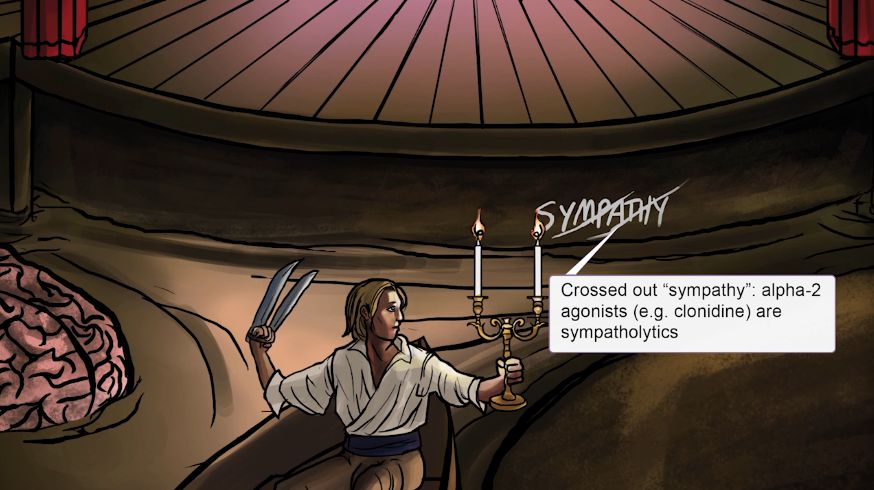 SYMPATHY
Crossed out “sympathy”: alpha-2
agonists (e.g. clonidine) are
sympatholytics